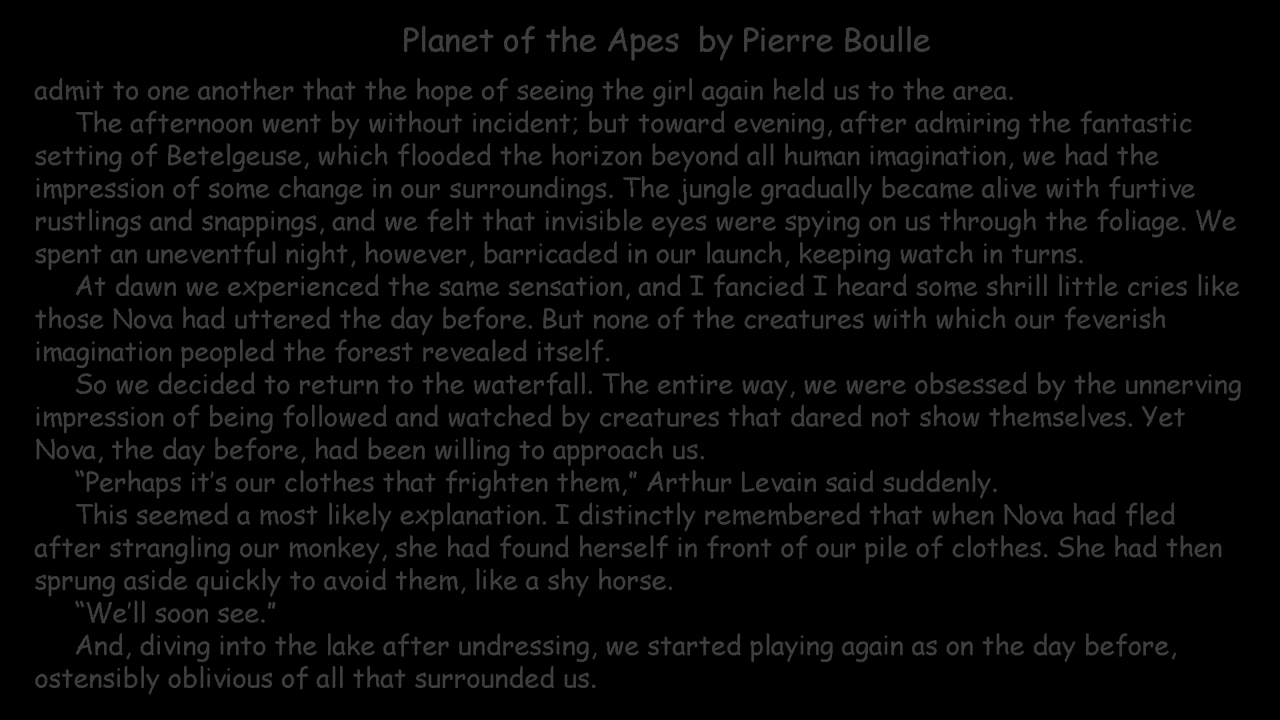 Planet of the Apes by Pierre Boulle
admit to one another that the hope of seeing the girl again held us to the area.
The afternoon went by without incident; but toward evening, after admiring the fantastic
setting of Betelgeuse, which flooded the horizon beyond all human imagination, we had the
impression of some change in our surroundings. The jungle gradually became alive with furtive
rustlings and snappings, and we felt that invisible eyes were spying on us through the foliage. We
spent an uneventful night, however, barricaded in our launch, keeping watch in turns.
At dawn we experienced the same sensation, and I fancied I heard some shrill little cries like
those Nova had uttered the day before. But none of the creatures with which our feverish
imagination peopled the forest revealed itself.
So we decided to return to the waterfall. The entire way, we were obsessed by the unnerving
impression of being followed and watched by creatures that dared not show themselves. Yet
Nova, the day before, had been willing to approach us.
“Perhaps it’s our clothes that frighten them,” Arthur Levain said suddenly.
This seemed a most likely explanation. I distinctly remembered that when Nova had fled
after strangling our monkey, she had found herself in front of our pile of clothes. She had then
sprung aside quickly to avoid them, like a shy horse.
“We’ll soon see.”
And, diving into the lake after undressing, we started playing again as on the day before,
ostensibly oblivious of all that surrounded us.